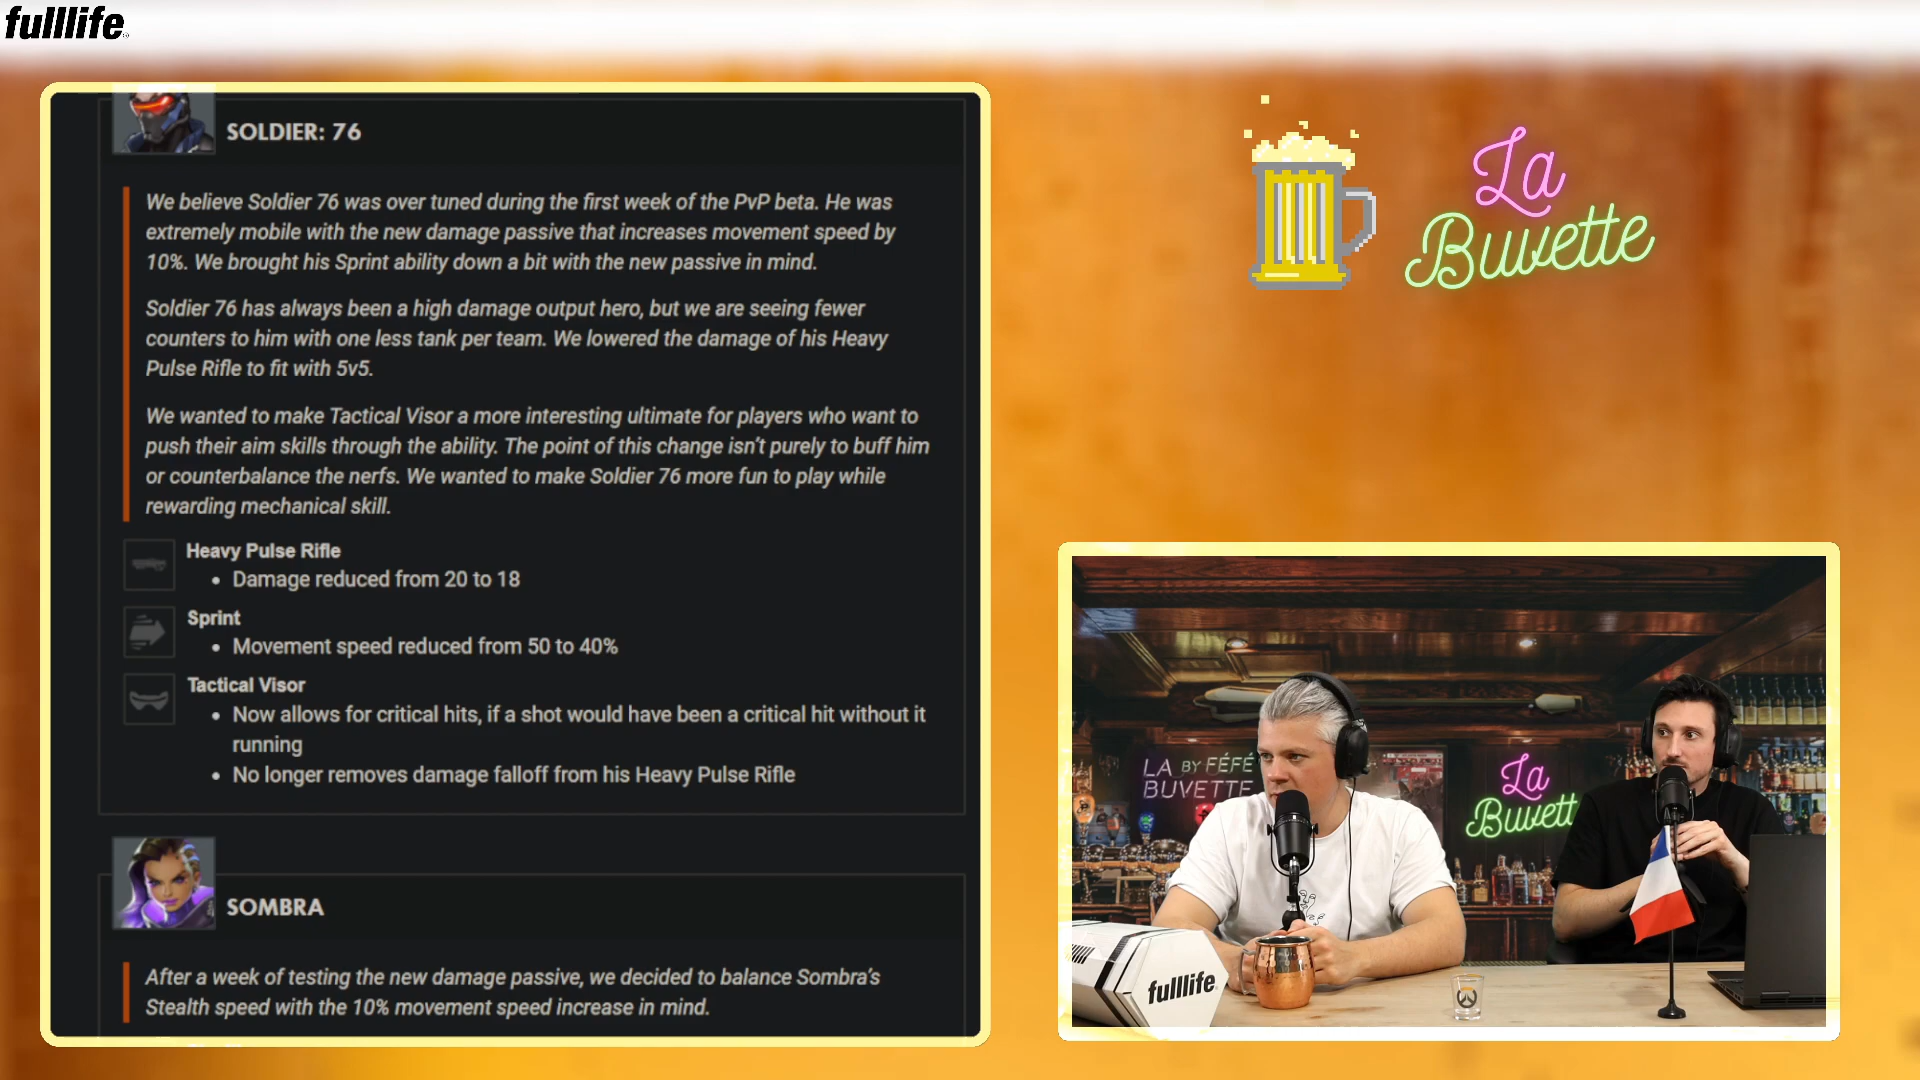 fulllife
SOLDIER: 76
We believe Soldier 76 was over tuned during the first week of the PvP beta. He was
extremely mobile with the new damage passive that increases movement speed by
10%. We brought his Sprint ability down a bit with the new passive in mind.
Soldier 76 has always been a high damage output hero, but we are seeing fewer
counters to him with one less tank per team. We lowered the damage of his Heavy
Pulse Rifle to fit with 5v5.
We wanted to make Tactical Visor a more interesting ultimate for players who want to
push their aim skills through the ability. The point of this change isn't purely to buff him
or counterbalance the nerfs. We wanted to make Soldier 76 more fun to play while
rewarding mechanical skill.
Heavy Pulse Rifle
• Damage reduced from 20 to 18
Sprint
• Movement speed reduced from 50 to 40%
Tactical Visor
• Now allows for critical hits, if a shot would have been a critical hit without it
running
• No longer removes damage falloff from his Heavy Pulse Rifle
SOMBRA
After a week of testing the new damage passive, we decided to balance Sombra's
Stealth speed with the 10% movement speed increase in mind.
La
Buvette
LA BY FÉFÉ
BUVETTE
La
Buvett
fulllife